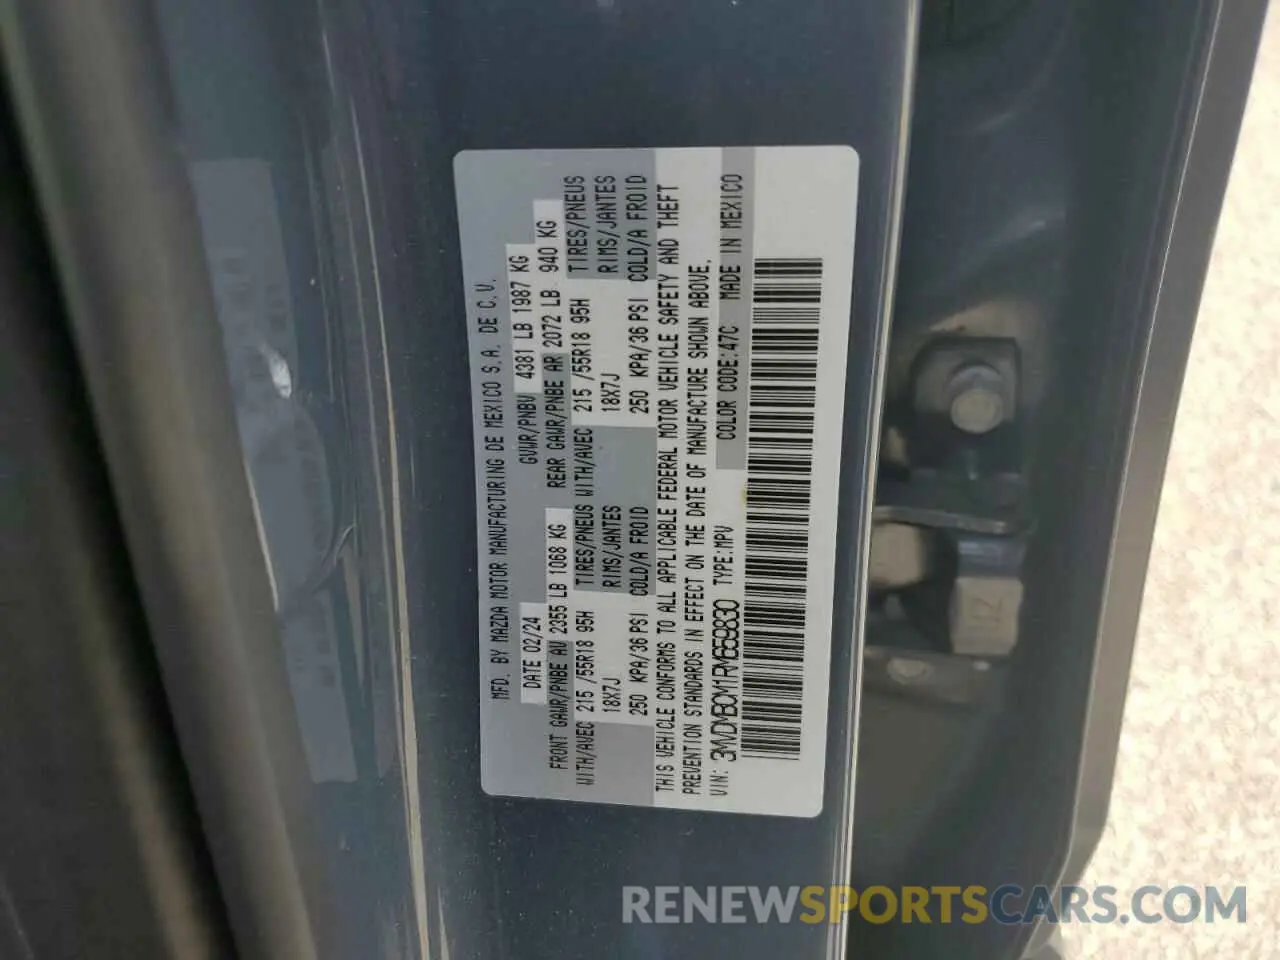 MFD. BY MAZDA MOTOR MANUFACTURING DE MEXICO S.A. DE C.V.
DATE 02/24 GVWR/PNBV 4381 LB 1987 KG
FRONT GAWR/PNBE AV 2355 LB 1068 KG REAR GAWR/PNBE AR 2072 LB 940 KG
WITH/AVEC 215 /55R18 95H TIRES/PNEUS WITH/AVEC 215 /55R18 95H TIRES/PNEUS
18X7J RIMS/JANTES 18X7J RIMS/JANTES
250 KPA/36 PSI COLD/A FROID 250 KPA/36 PSI COLD/A FROID
THIS VEHICLE CONFORMS TO ALL APPLICABLE FEDERAL MOTOR VEHICLE SAFETY AND THEFT
PREVENTION STANDARDS IN EFFECT ON THE DATE OF MANUFACTURE SHOWN ABOVE.
VIN: 3MVDMBCM1RM659830 TYPE:MPV COLOR CODE:47C MADE IN MEXICO
12
RENEWSPORTSCARS.COM